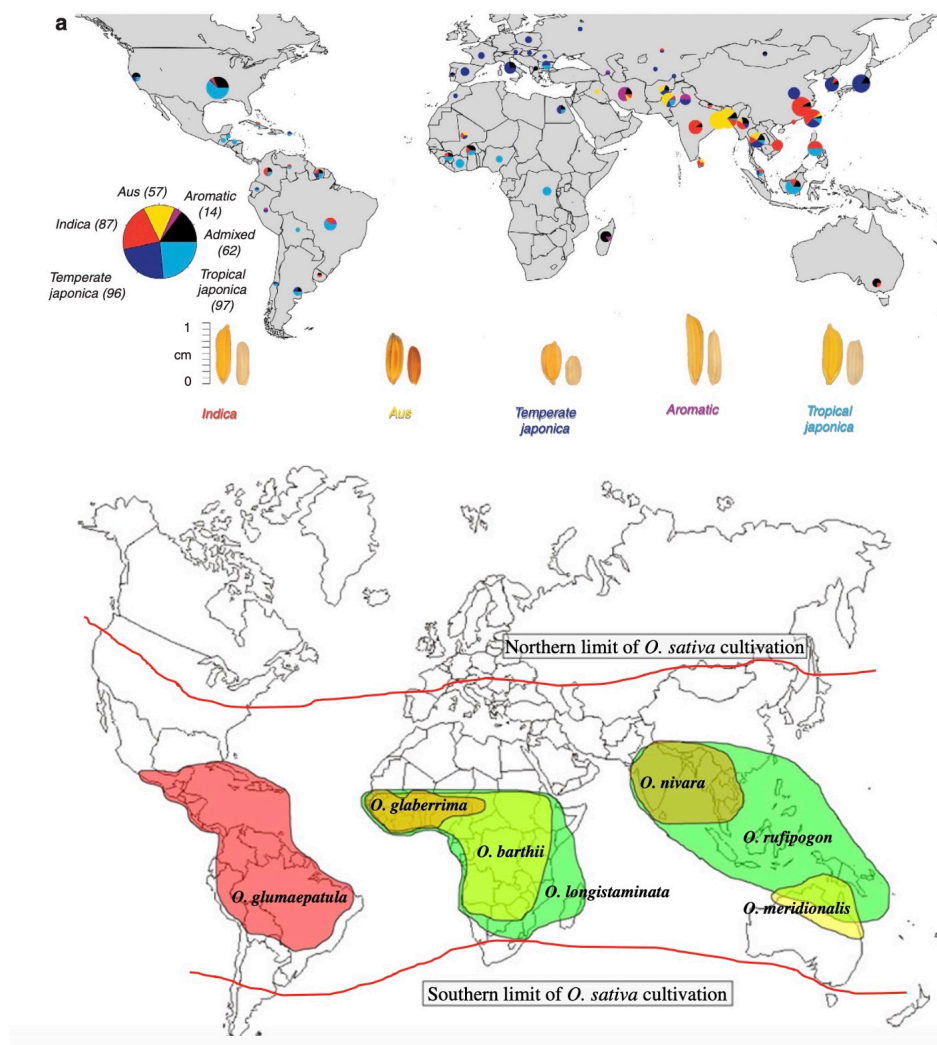 a
Aus (57)
Aromatic
(14)
Indica (87)
Admixed
(62)
Temperate
japonica (96)
Tropical
japonica
(97)
1
cm
0
Indica
Aus
Temperate
japonica
Aromatic
Tropical
japonica
Northern limit of O. sativa cultivation
O. nivara
O. glaberrima
O. rufipogon
O. barthii
O. longistaminata
O. glumaepatula
O. meridionalis
Southern limit of O. sativa cultivation